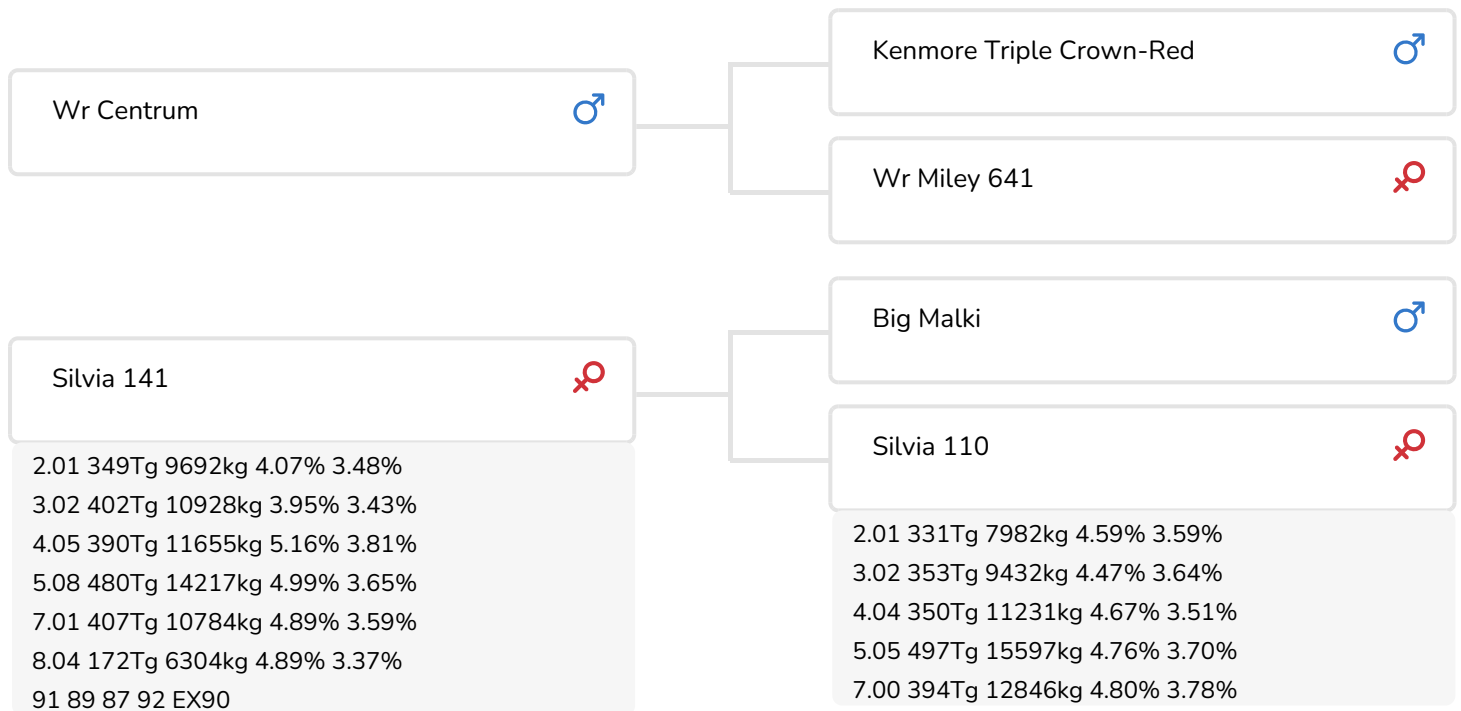 Wr Centrum
Kenmore Triple Crown-Red
Wr Miley 641
Silvia 141
2.01 349Tg 9692kg 4.07% 3.48%
3.02 402Tg 10928kg 3.95% 3.43%
4.05 390Tg 11655kg 5.16% 3.81%
5.08 480Tg 14217kg 4.99% 3.65%
7.01 407Tg 10784kg 4.89% 3.59%
8.04 172Tg 6304kg 4.89% 3.37%
91 89 87 92 EX90
Big Malki
Silvia 110
2.01 331Tg 7982kg 4.59% 3.59%
3.02 353Tg 9432kg 4.47% 3.64%
4.04 350Tg 11231kg 4.67% 3.51%
5.05 497Tg 15597kg 4.76% 3.70%
7.00 394Tg 12846kg 4.80% 3.78%